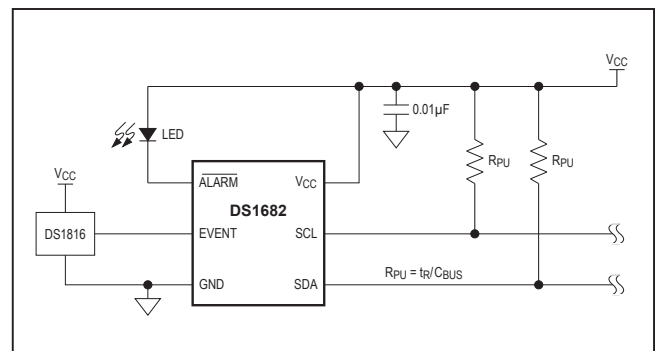 VCC
0.01µF
LED
RPU
RPU
VCC
ALARM
VCC
DS1682
DS1816
EVENT
SCL
RPU = tR/CBUS
GND
SDA